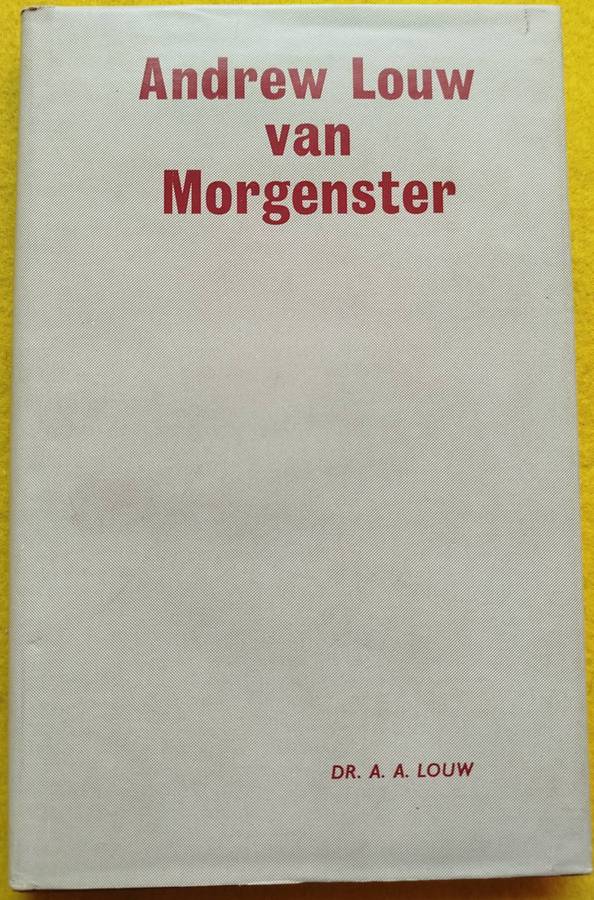 Andrew Louw
van
Morgenster
DR. A. A. LOUW